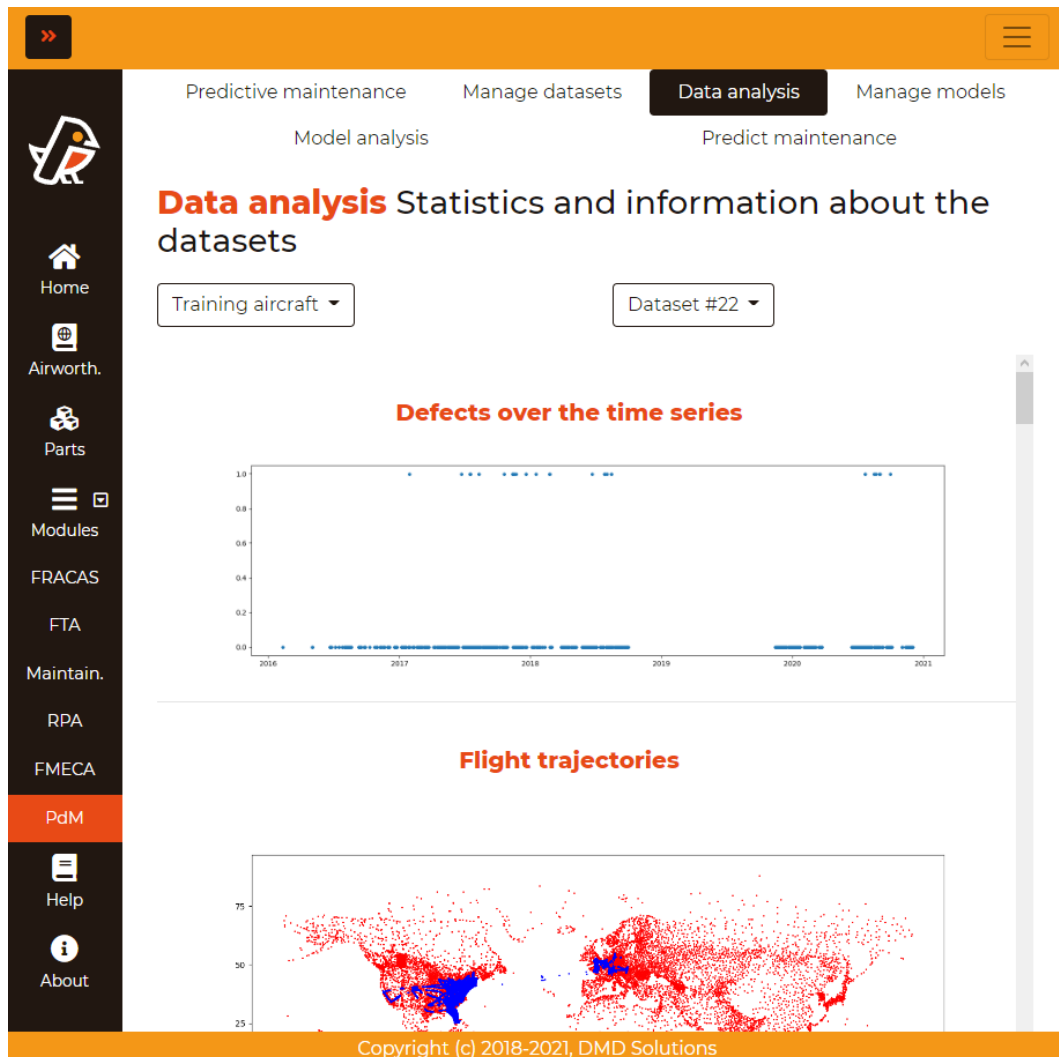 Predictive maintenance Manage datasets Data analysis Manage models
Model analysis Predict maintenance
Data analysis Statistics and information about the
datasets
Training aircraft Dataset #22
Home
Airworth.
Parts
Modules
FRACAS
FTA
Maintain.
RPA
FMECA
PdM
Help
About
Defects over the time series
1.0
0.8
0.6
0.4
0.2
0.0
2016 2017 2018 2019 2020 2021
Flight trajectories
75
50
25
Copyright (c) 2018-2021, DMD Solutions